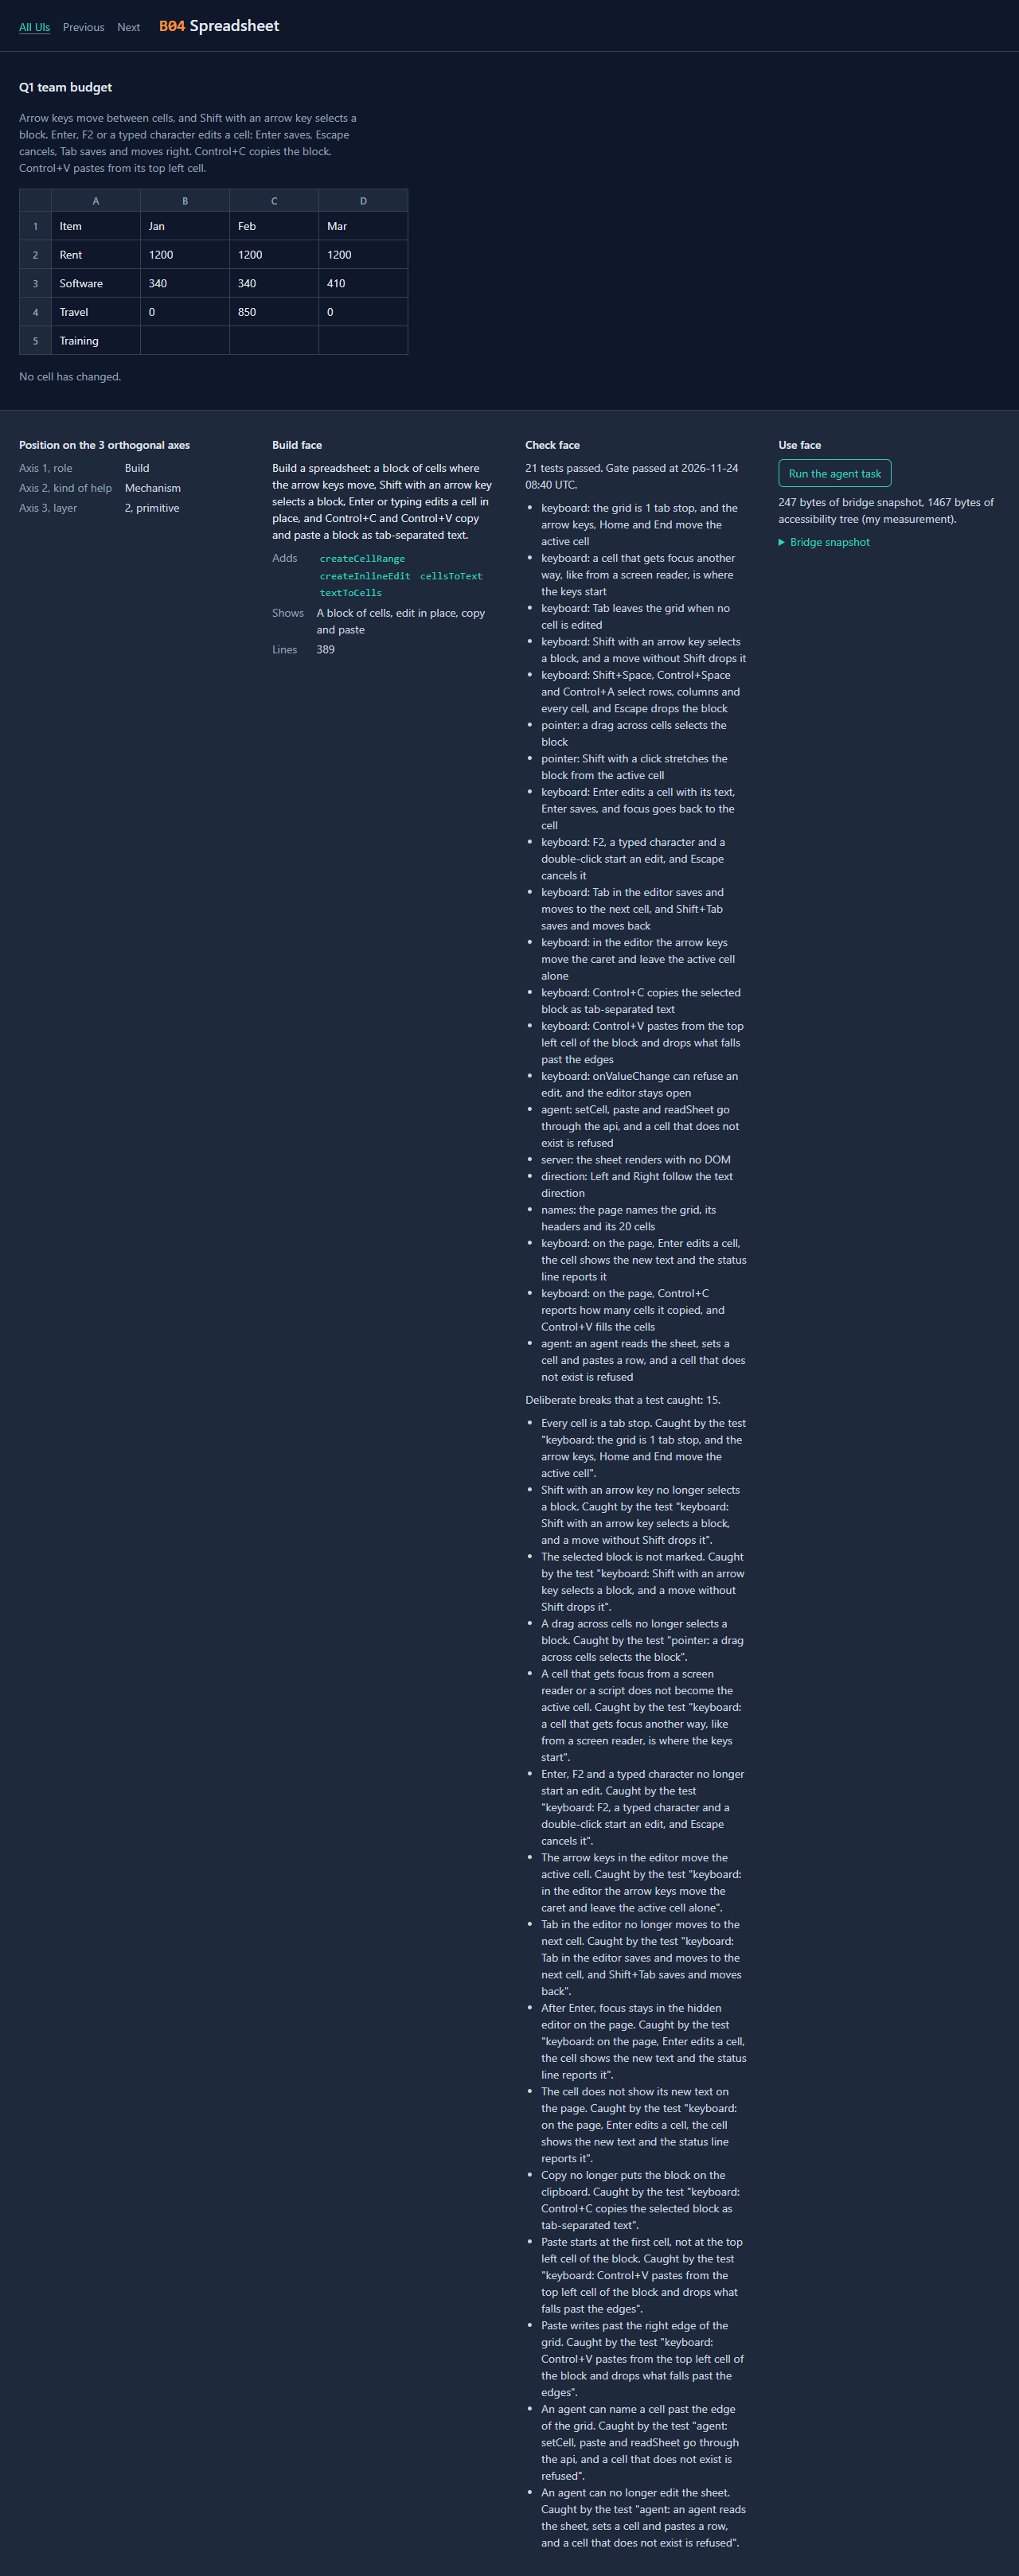 All UIs Previous Next B04 Spreadsheet
Q1 team budget
Arrow keys move between cells, and Shift with an arrow key selects a
block. Enter, F2 or a typed character edits a cell: Enter saves, Escape
cancels, Tab saves and moves right. Control+C copies the block.
Control+V pastes from its top left cell.
A B C D
1 Item Jan Feb Mar
2 Rent 1200 1200 1200
3 Software 340 340 410
4 Travel 0 850 0
5 Training
No cell has changed.
Position on the 3 orthogonal axes
Axis 1, role Build
Axis 2, kind of help Mechanism
Axis 3, layer 2, primitive
Build face
Build a spreadsheet: a block of cells where
the arrow keys move, Shift with an arrow key
selects a block, Enter or typing edits a cell in
place, and Control+C and Control+V copy
and paste a block as tab-separated text.
Adds createCellRange
createInlineEdit cellsToText
textToCells
Shows A block of cells, edit in place, copy
and paste
Lines 389
Check face
21 tests passed. Gate passed at 2026-11-24
08:40 UTC.
• keyboard: the grid is 1 tab stop, and the
arrow keys, Home and End move the
active cell
• keyboard: a cell that gets focus another
way, like from a screen reader, is where
the keys start
• keyboard: Tab leaves the grid when no
cell is edited
• keyboard: Shift with an arrow key selects
a block, and a move without Shift drops it
• keyboard: Shift+Space, Control+Space
and Control+A select rows, columns and
every cell, and Escape drops the block
• pointer: a drag across cells selects the
block
• pointer: Shift with a click stretches the
block from the active cell
• keyboard: Enter edits a cell with its text,
Enter saves, and focus goes back to the
cell
• keyboard: F2, a typed character and a
double-click start an edit, and Escape
cancels it
• keyboard: Tab in the editor saves and
moves to the next cell, and Shift+Tab
saves and moves back
• keyboard: in the editor the arrow keys
move the caret and leave the active cell
alone
• keyboard: Control+C copies the selected
block as tab-separated text
• keyboard: Control+V pastes from the top
left cell of the block and drops what falls
past the edges
• keyboard: onValueChange can refuse an
edit, and the editor stays open
• agent: setCell, paste and readSheet go
through the api, and a cell that does not
exist is refused
• server: the sheet renders with no DOM
• direction: Left and Right follow the text
direction
• names: the page names the grid, its
headers and its 20 cells
• keyboard: on the page, Enter edits a cell,
the cell shows the new text and the status
line reports it
• keyboard: on the page, Control+C
reports how many cells it copied, and
Control+V fills the cells
• agent: an agent reads the sheet, sets a
cell and pastes a row, and a cell that does
not exist is refused
Deliberate breaks that a test caught: 15.
• Every cell is a tab stop. Caught by the test
"keyboard: the grid is 1 tab stop, and the
arrow keys, Home and End move the
active cell".
• Shift with an arrow key no longer selects
a block. Caught by the test "keyboard:
Shift with an arrow key selects a block,
and a move without Shift drops it".
• The selected block is not marked. Caught
by the test "keyboard: Shift with an arrow
key selects a block, and a move without
Shift drops it".
• A drag across cells no longer selects a
block. Caught by the test "pointer: a drag
across cells selects the block".
• A cell that gets focus from a screen
reader or a script does not become the
active cell. Caught by the test "keyboard:
a cell that gets focus another way, like
from a screen reader, is where the keys
start".
• Enter, F2 and a typed character no longer
start an edit. Caught by the test
"keyboard: F2, a typed character and a
double-click start an edit, and Escape
cancels it".
• The arrow keys in the editor move the
active cell. Caught by the test "keyboard:
in the editor the arrow keys move the
caret and leave the active cell alone".
• Tab in the editor no longer moves to the
next cell. Caught by the test "keyboard:
Tab in the editor saves and moves to the
next cell, and Shift+Tab saves and moves
back".
• After Enter, focus stays in the hidden
editor on the page. Caught by the test
"keyboard: on the page, Enter edits a cell,
the cell shows the new text and the status
line reports it".
• The cell does not show its new text on
the page. Caught by the test "keyboard:
on the page, Enter edits a cell, the cell
shows the new text and the status line
reports it".
• Copy no longer puts the block on the
clipboard. Caught by the test "keyboard:
Control+C copies the selected block as
tab-separated text".
• Paste starts at the first cell, not at the top
left cell of the block. Caught by the test
"keyboard: Control+V pastes from the
top left cell of the block and drops what
falls past the edges".
• Paste writes past the right edge of the
grid. Caught by the test "keyboard:
Control+V pastes from the top left cell of
the block and drops what falls past the
edges".
• An agent can name a cell past the edge
of the grid. Caught by the test "agent:
setCell, paste and readSheet go through
the api, and a cell that does not exist is
refused".
• An agent can no longer edit the sheet.
Caught by the test "agent: an agent reads
the sheet, sets a cell and pastes a row,
and a cell that does not exist is refused".
Use face
Run the agent task
247 bytes of bridge snapshot, 1467 bytes of
accessibility tree (my measurement).
▶ Bridge snapshot